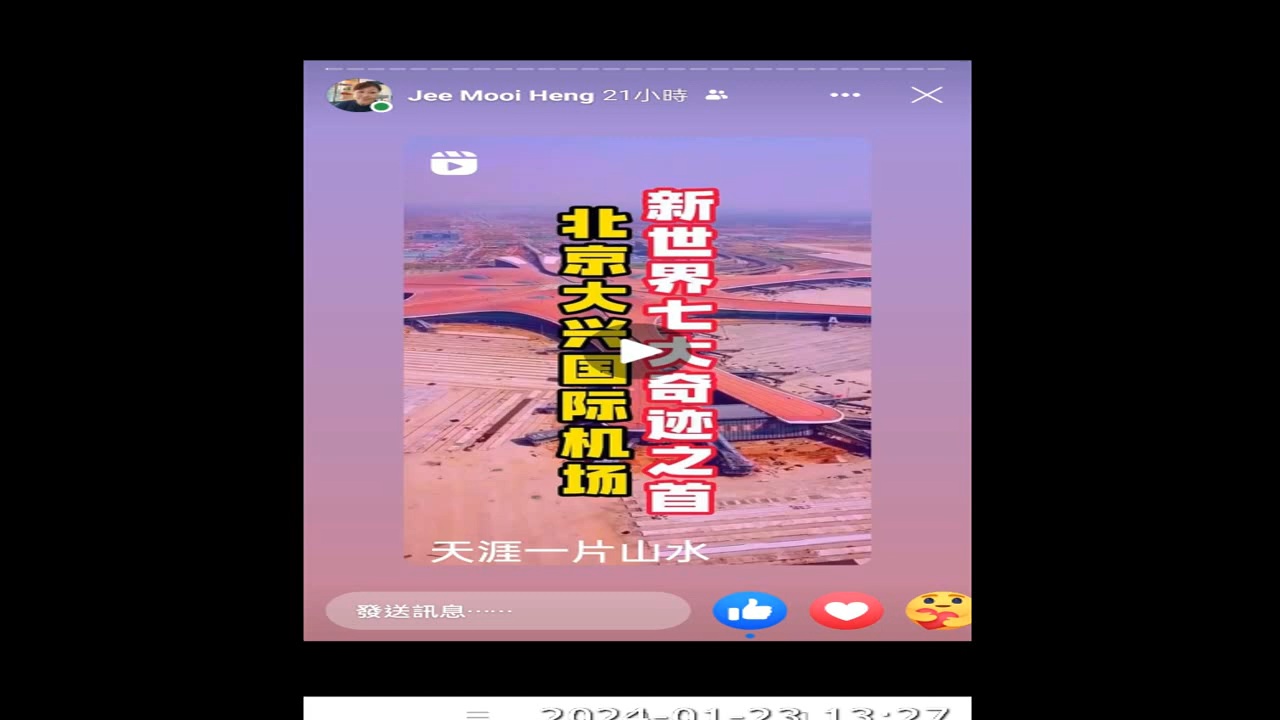 Jee Mooi Heng 21小時
新世界七大奇迹之首
北京大兴国际机场
天涯一片山水
發送訊息……
2024-01-23 13:27